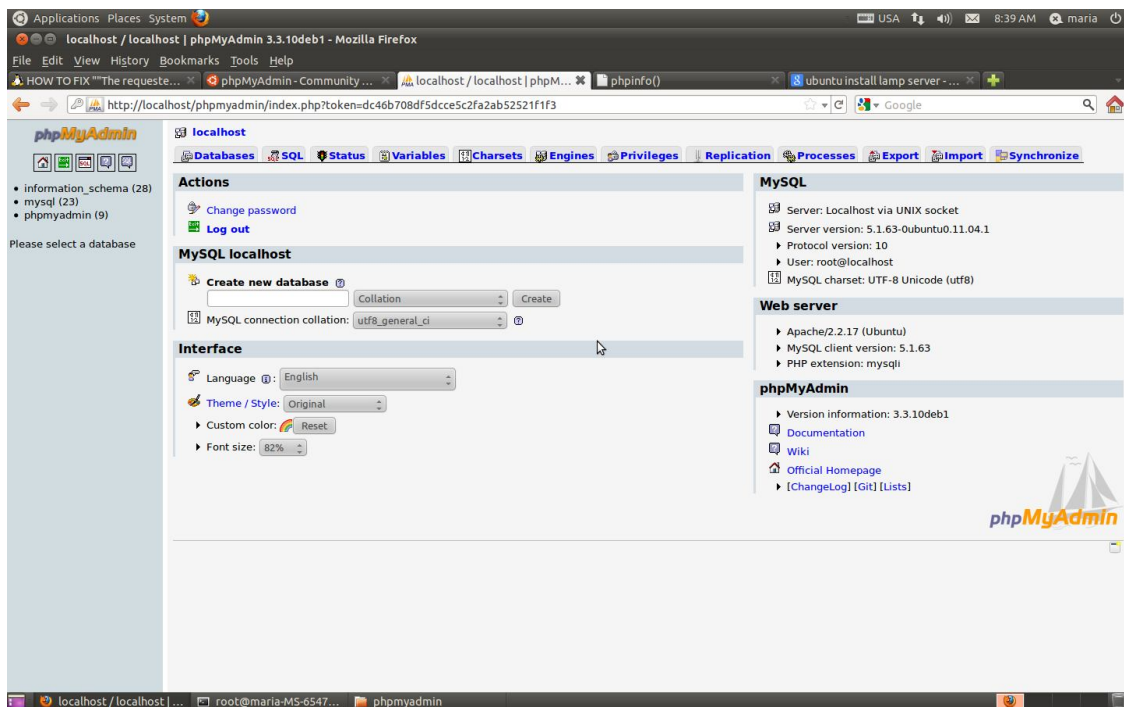 Applications Places System USA 8:39 AM maria
localhost / localhost | phpMyAdmin 3.3.10deb1 - Mozilla Firefox
File Edit View History Bookmarks Tools Help
HOW TO FIX ""The requeste... phpMyAdmin - Community ... localhost / localhost | phpM... phpinfo() ubuntu install lamp server - ...
http://localhost/phpmyadmin/index.php?token=dc46b708df5dcce5c2fa2ab52521f1f3 Google
phpMyAdmin
information_schema (28)
mysql (23)
phpmyadmin (9)
Please select a database
localhost
Databases SQL Status Variables Charsets Engines Privileges Replication Processes Export Import Synchronize
Actions
Change password
Log out
MySQL localhost
Create new database
Collation Create
MySQL connection collation: utf8_general_ci
Interface
Language : English
Theme / Style: Original
Custom color: Reset
Font size: 82%
MySQL
Server: Localhost via UNIX socket
Server version: 5.1.63-0ubuntu0.11.04.1
Protocol version: 10
User: root@localhost
MySQL charset: UTF-8 Unicode (utf8)
Web server
Apache/2.2.17 (Ubuntu)
MySQL client version: 5.1.63
PHP extension: mysqli
phpMyAdmin
Version information: 3.3.10deb1
Documentation
Wiki
Official Homepage
[ChangeLog] [Git] [Lists]
phpMyAdmin
localhost / localhost | ... root@maria-MS-6547... phpmyadmin